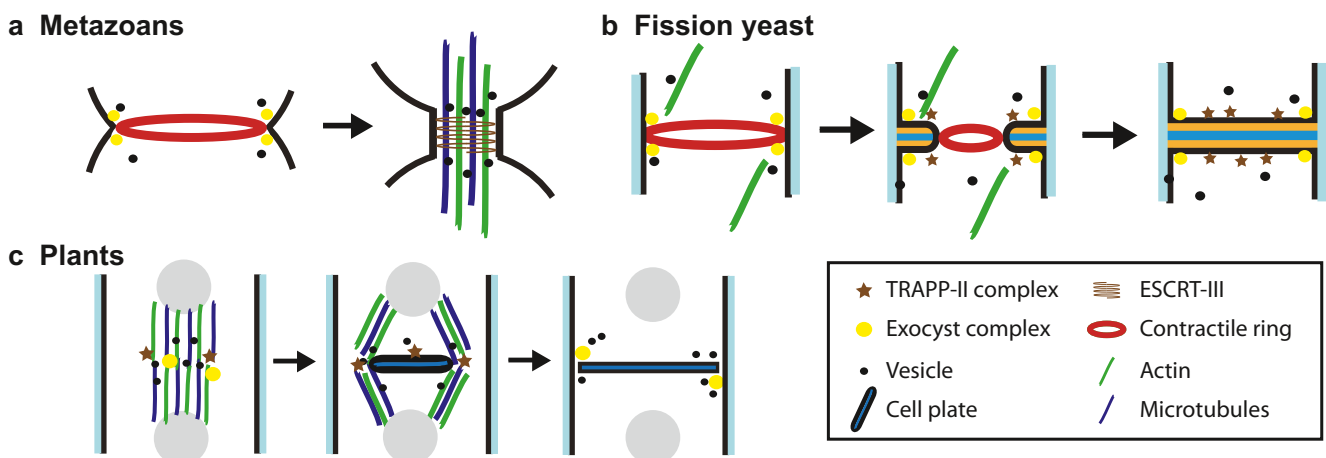 a Metazoans
b Fission yeast
c Plants
TRAPP-II complex
ESCRT-III
Exocyst complex
Contractile ring
Vesicle
Actin
Cell plate
Microtubules